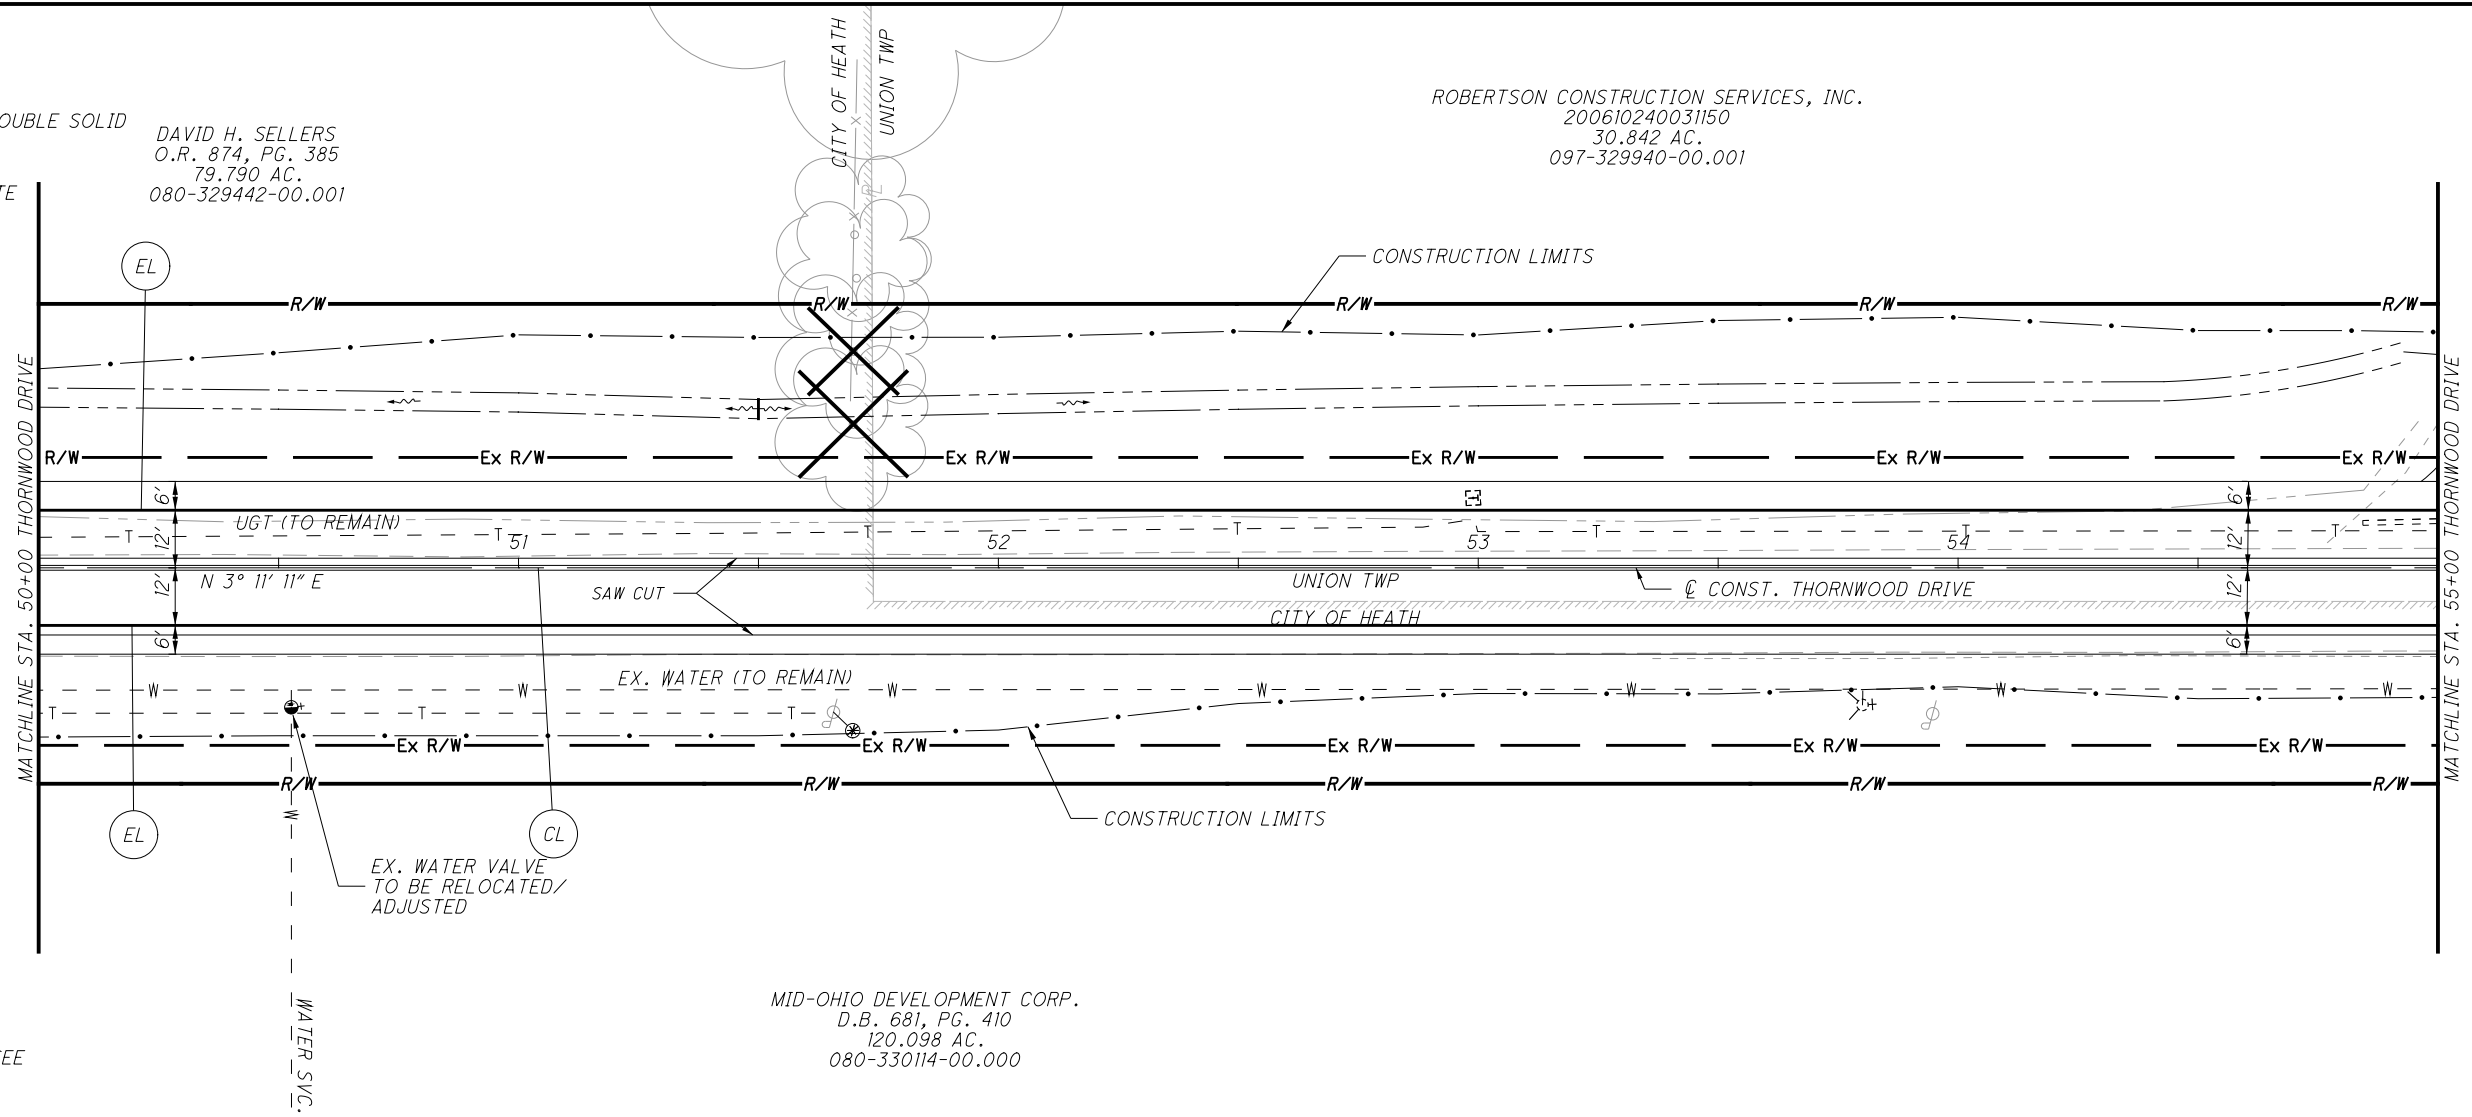 CITY OF HEATH
UNION TWP
OUBLE SOLID
DAVID H. SELLERS
O.R. 874, PG. 385
79.790 AC.
080-329442-00.001
TE
ROBERTSON CONSTRUCTION SERVICES, INC.
200610240031150
30.842 AC.
097-329940-00.001
EL
CONSTRUCTION LIMITS
R/W R/W R/W R/W R/W
MATCHLINE STA. 50+00 THORNWOOD DRIVE
MATCHLINE STA. 55+00 THORNWOOD DRIVE
R/W Ex R/W Ex R/W Ex R/W Ex R/W Ex R/W
6' 6'
UGT (TO REMAIN)
T T T T T T T
12' 51 52 53 54 12'
N 3° 11' 11" E
12' 12'
SAW CUT
UNION TWP
℄ CONST. THORNWOOD DRIVE
CITY OF HEATH
6' 6'
EX. WATER (TO REMAIN)
W W W W W W W
T T T
Ex R/W Ex R/W Ex R/W Ex R/W Ex R/W
R/W R/W R/W R/W R/W
W
CONSTRUCTION LIMITS
EL
CL
EX. WATER VALVE
TO BE RELOCATED/
ADJUSTED
MID-OHIO DEVELOPMENT CORP.
D.B. 681, PG. 410
120.098 AC.
080-330114-00.000
EE
WATER SVC.